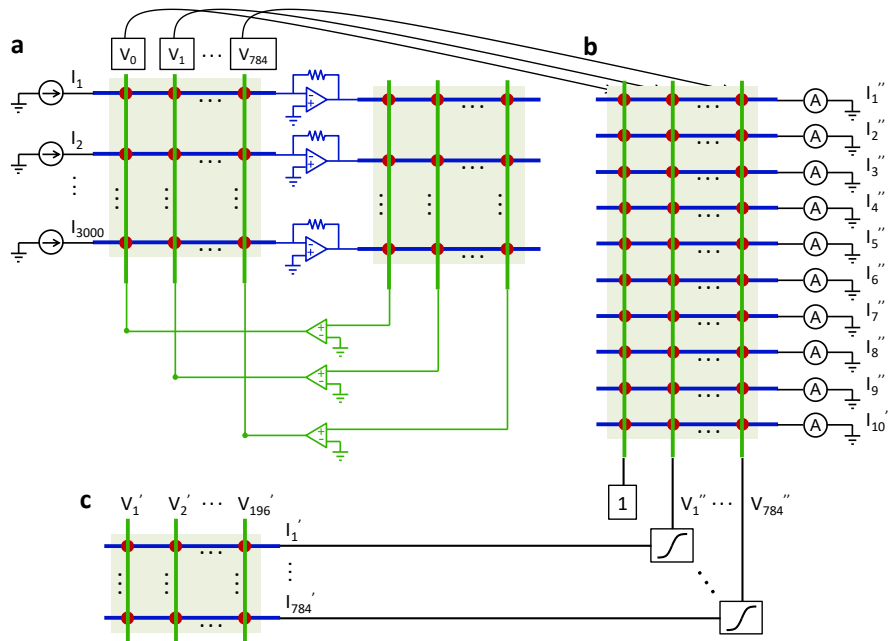 a
V0 V1 ... V784
b
I1
I2
⋮
I3000
I1''
I2''
I3''
I4''
I5''
I6''
I7''
I8''
I9''
I10'
A
A
A
A
A
A
A
A
A
A
1 V1'' ... V784''
c
V1' V2' ... V196'
I1'
⋮
I784'